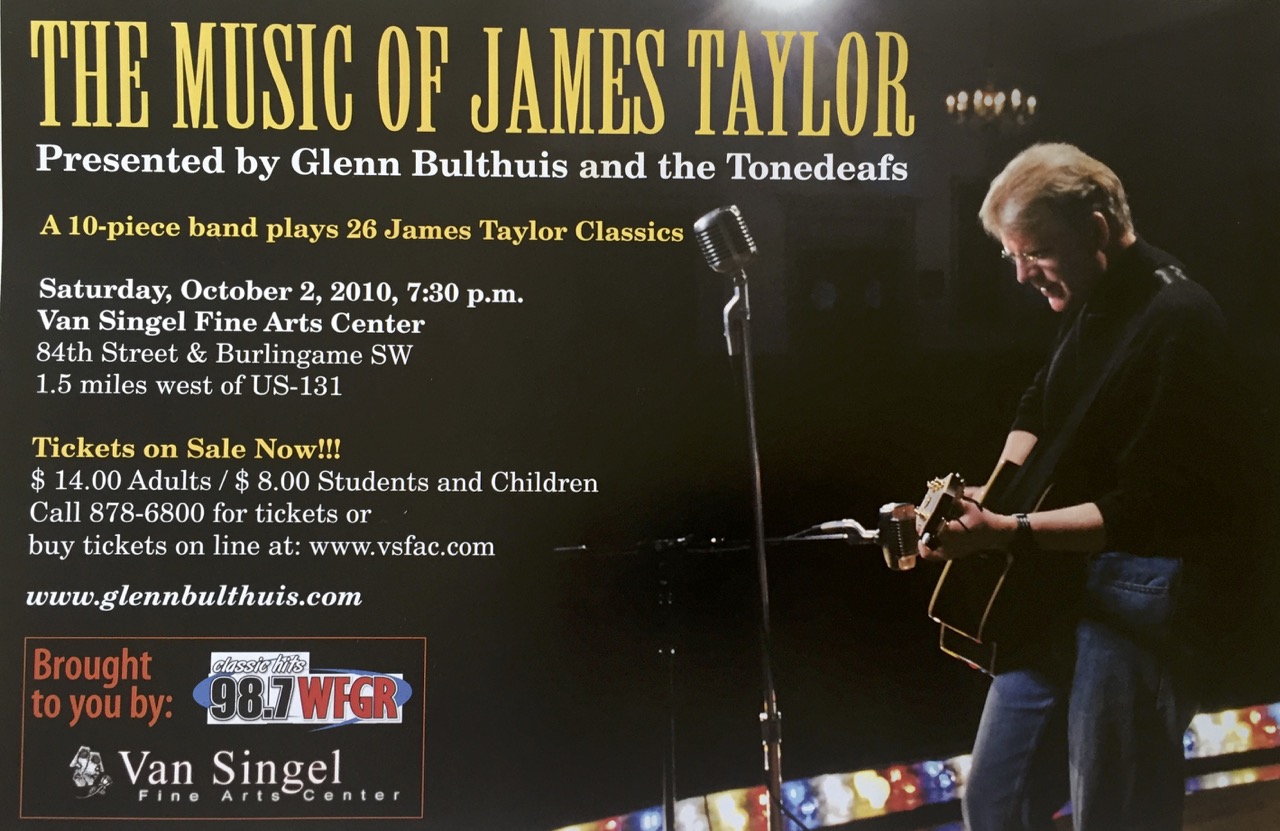 THE MUSIC OF JAMES TAYLOR
Presented by Glenn Bulthuis and the Tonedeafs
A 10-piece band plays 26 James Taylor Classics
Saturday, October 2, 2010, 7:30 p.m.
Van Singel Fine Arts Center
84th Street & Burlingame SW
1.5 miles west of US-131
Tickets on Sale Now!!!
$ 14.00 Adults / $ 8.00 Students and Children
Call 878-6800 for tickets or
buy tickets on line at: www.vsfac.com
www.glennbulthuis.com
Brought
to you by:
classic hits
98.7 WFGR
Van Singel
Fine Arts Center